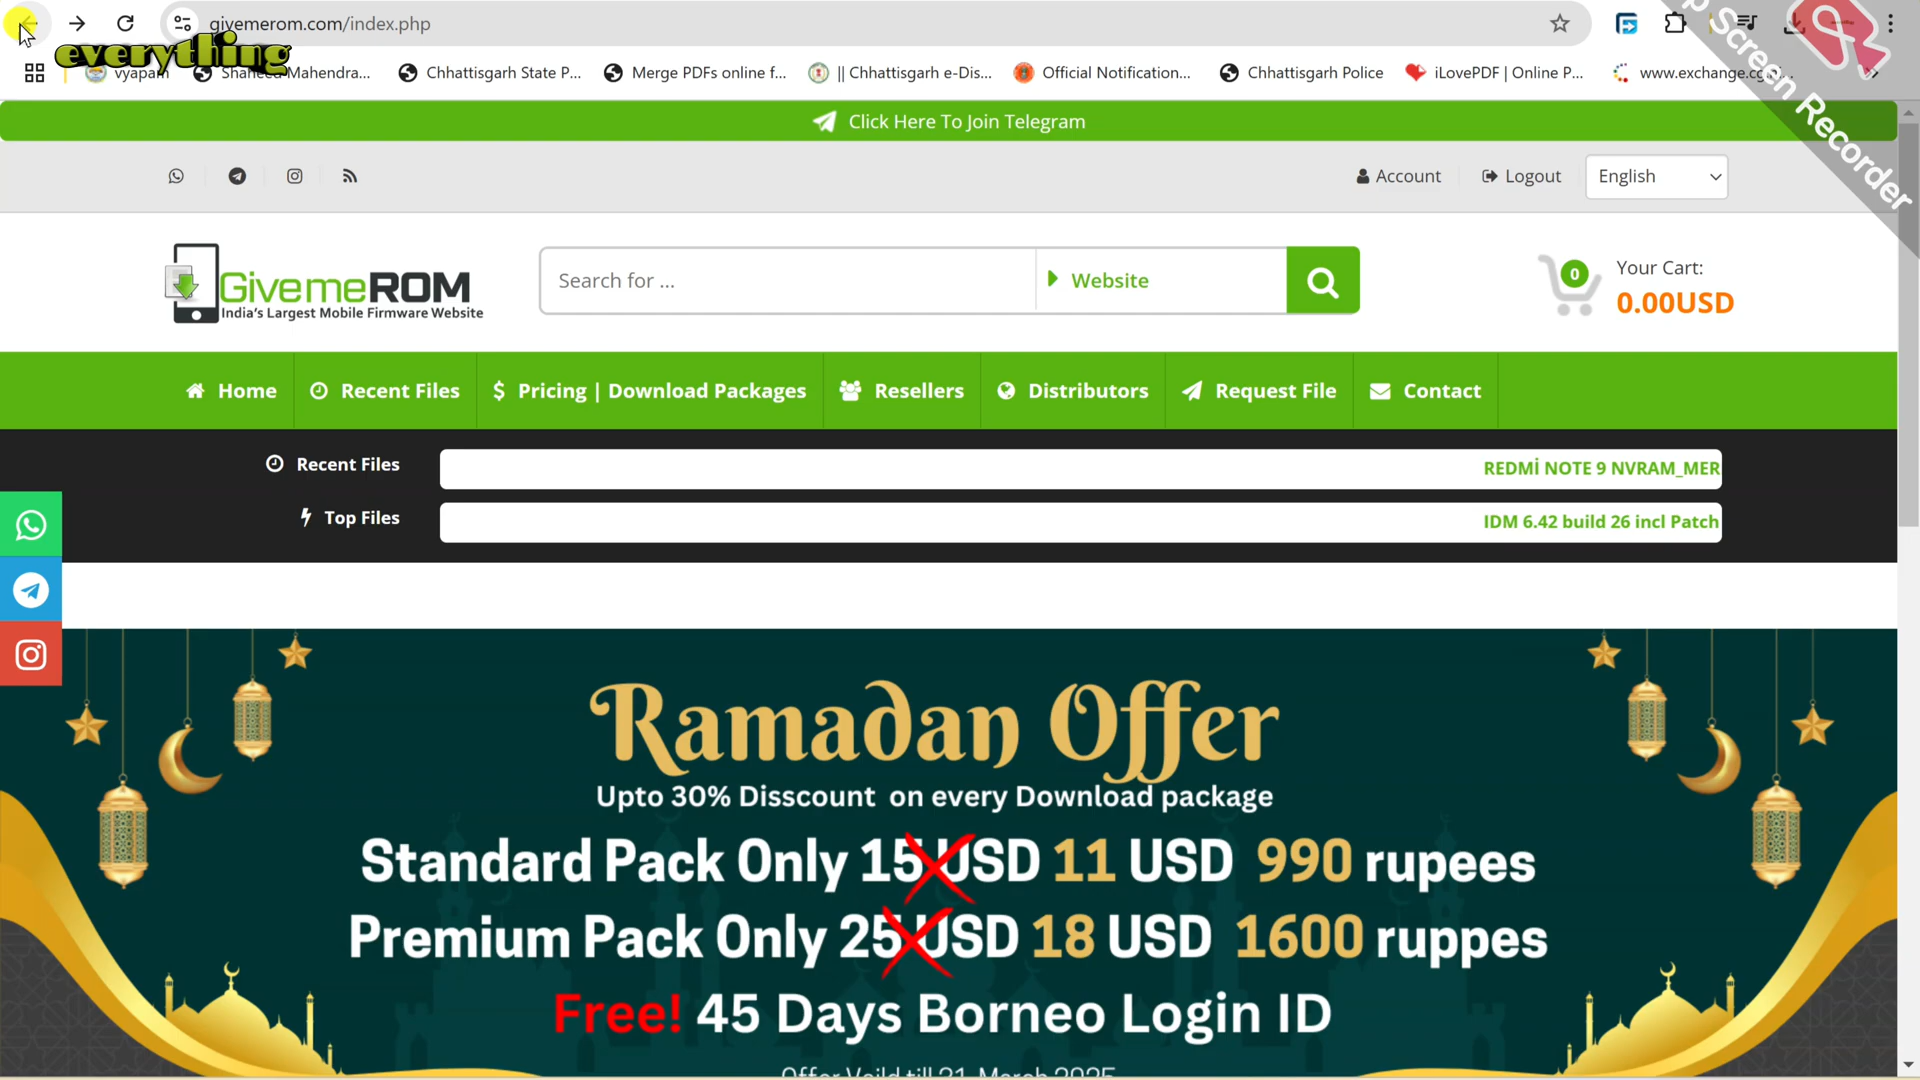 givemerom.com/index.php
everything
vyapam
Shaheed Mahendra...
Chhattisgarh State P...
Merge PDFs online f...
|| Chhattisgarh e-Dis...
Official Notification...
Chhattisgarh Police
iLovePDF | Online P...
www.exchange.cg
Screen Recorder
Click Here To Join Telegram
Account
Logout
English
GivemeROM
India's Largest Mobile Firmware Website
Search for ...
Website
0
Your Cart:
0.00USD
Home
Recent Files
Pricing | Download Packages
Resellers
Distributors
Request File
Contact
Recent Files
REDMİ NOTE 9 NVRAM_MER
Top Files
IDM 6.42 build 26 incl Patch
Ramadan Offer
Upto 30% Disscount on every Download package
Standard Pack Only 15 USD 11 USD 990 rupees
Premium Pack Only 25 USD 18 USD 1600 ruppes
Free! 45 Days Borneo Login ID
Offer Vaild till 31 March 2025